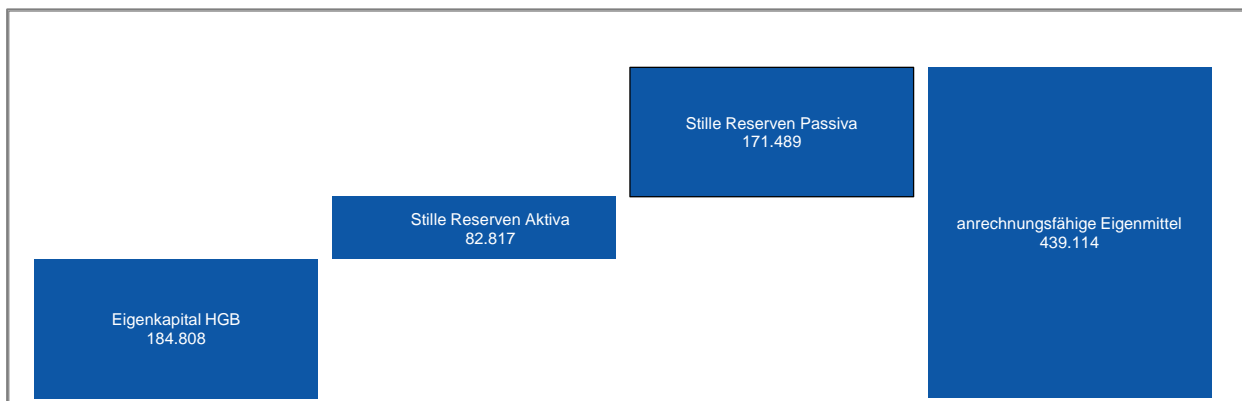 Stille Reserven Passiva
171.489
Stille Reserven Aktiva
82.817
anrechnungsfähige Eigenmittel
439.114
Eigenkapital HGB
184.808